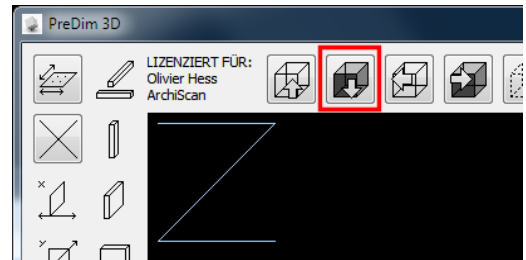 PreDim 3D
LIZENZIERT FÜR:
Olivier Hess
ArchiScan
x
y